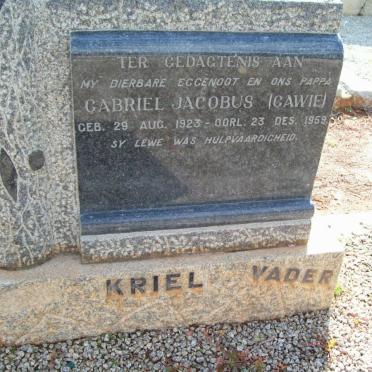 TER GEDAGTENIS AAN
MY DIERBARE EGGENOOT EN ONS PAPPA
GABRIEL JACOBUS (GAWIE)
GEB. 29 AUG. 1923 - OORL. 23 DES. 1959.
SY LEWE WAS HULPVAARDIGHEID.
KRIEL VADER